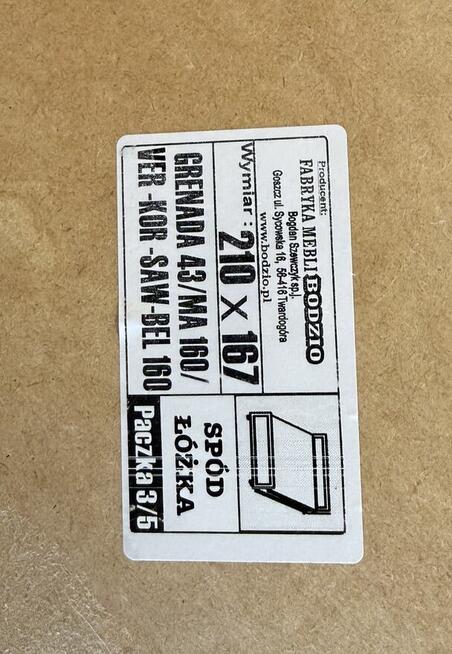 Producent:
FABRYKA MEBLI BODZIO
Bogdan Szewczyk sp.j.
Goszcz ul. Sycowska 16, 56-416 Twardogóra
www.bodzio.pl
Wymiar : 210 x 167
GRENADA 43/MA 160/
VER -KOR -SAW-BEL 160
SPÓD
ŁÓŻKA
Paczka 3/5